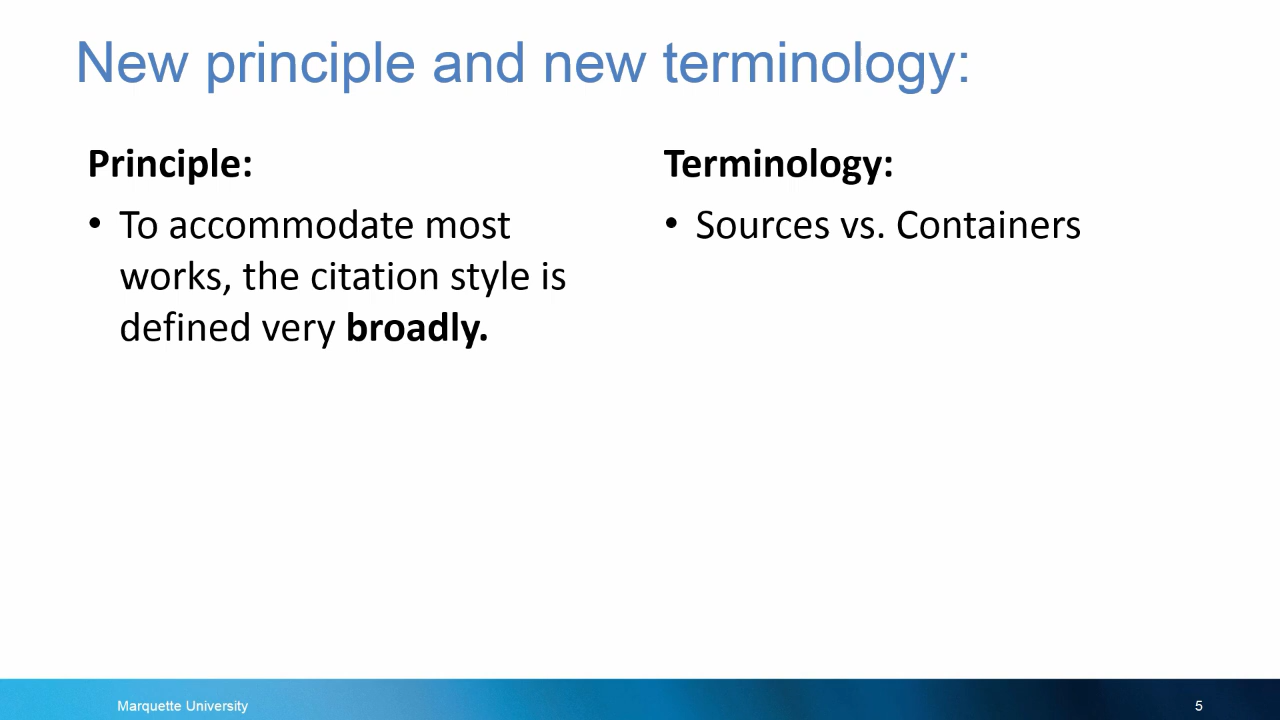 New principle and new terminology:
Principle:
• To accommodate most
works, the citation style is
defined very broadly.
Terminology:
• Sources vs. Containers
Marquette University
5